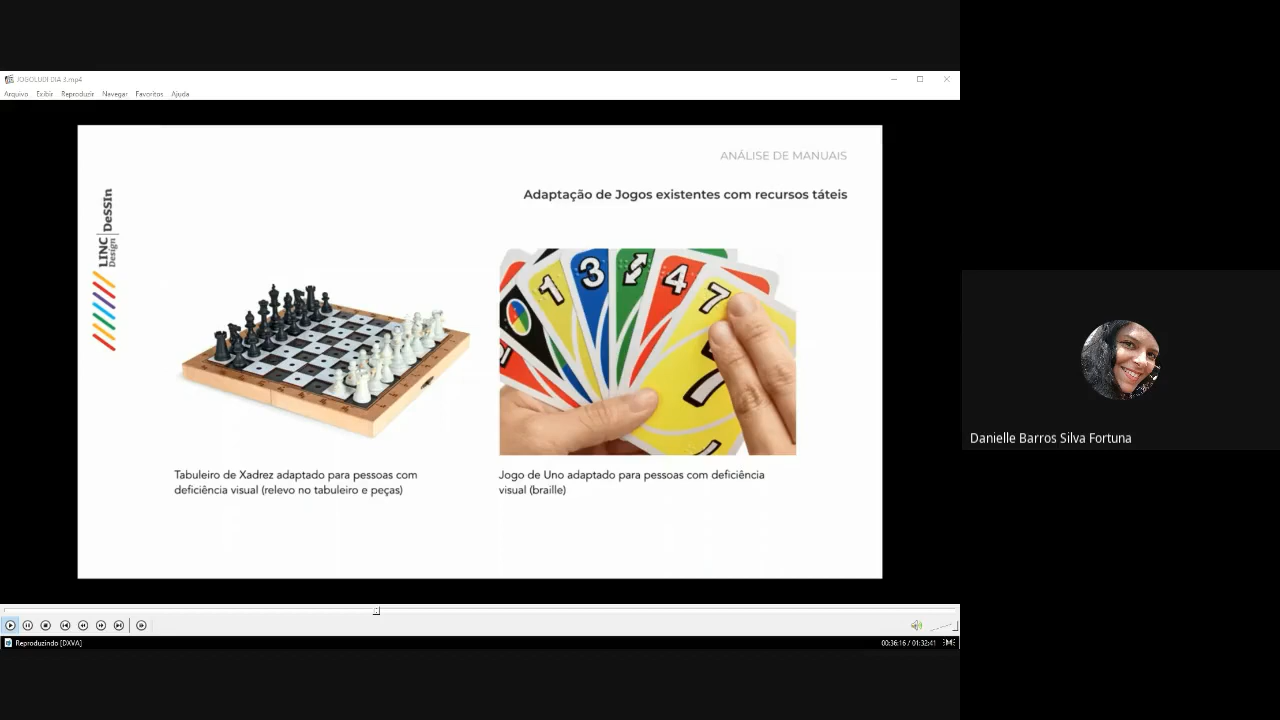 JOGOLUDI DIA 3.mp4
Arquivo Exibir Reproduzir Navegar Favoritos Ajuda
ANÁLISE DE MANUAIS
Adaptação de Jogos existentes com recursos táteis
LINC DeSSIn
Design
1 3 4 7
7
Tabuleiro de Xadrez adaptado para pessoas com
deficiência visual (relevo no tabuleiro e peças)
Jogo de Uno adaptado para pessoas com deficiência
visual (braille)
Danielle Barros Silva Fortuna
Reproduzindo [DXVA]
00:36:16 / 01:32:41